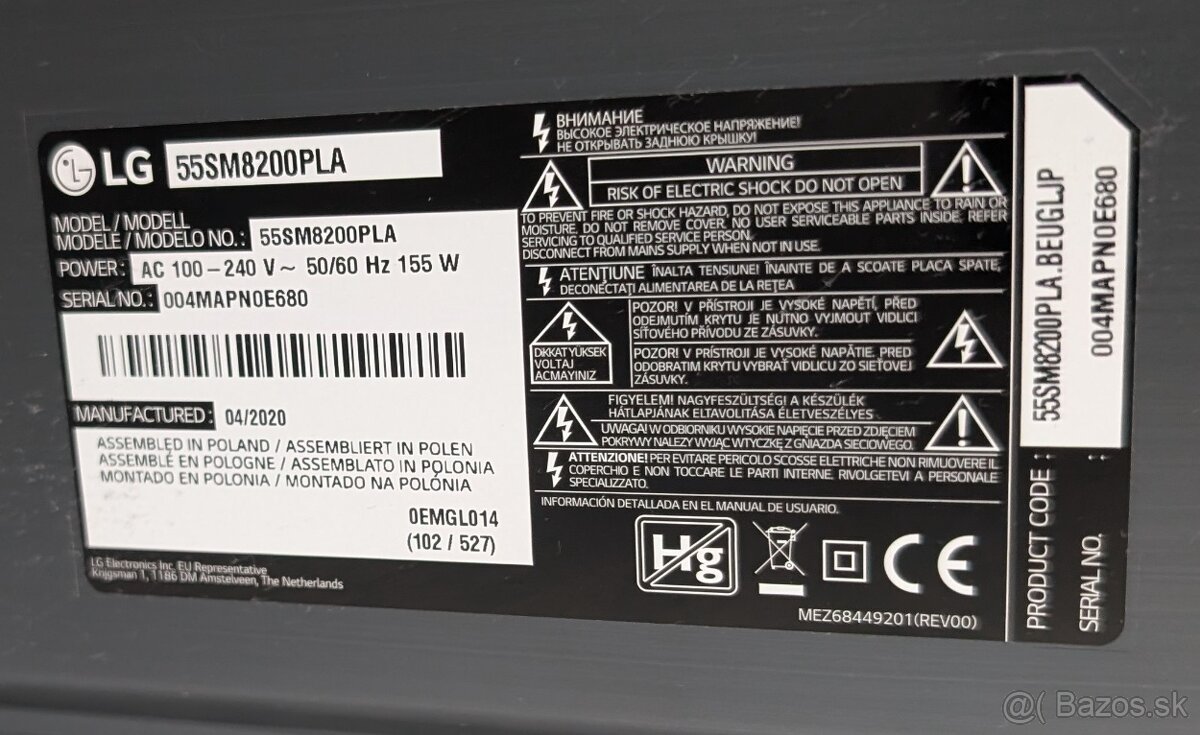 LG 55SM8200PLA
MODEL / MODELL
MODELE / MODELO NO. : 55SM8200PLA
POWER : AC 100 – 240 V ~ 50/60 Hz 155 W
SERIAL NO. : 004MAPN0E680
MANUFACTURED : 04/2020
ASSEMBLED IN POLAND / ASSEMBLIERT IN POLEN
ASSEMBLÉ EN POLOGNE / ASSEMBLATO IN POLONIA
MONTADO EN POLONIA / MONTADO NA POLÓNIA
0EMGL014
(102 / 527)
LG Electronics Inc. EU Representative
Krijgsman 1, 1186 DM Amstelveen, The Netherlands
ВНИМАНИЕ
ВЫСОКОЕ ЭЛЕКТРИЧЕСКОЕ НАПРЯЖЕНИЕ!
НЕ ОТКРЫВАТЬ ЗАДНЮЮ КРЫШКУ!
WARNING
RISK OF ELECTRIC SHOCK DO NOT OPEN
TO PREVENT FIRE OR SHOCK HAZARD, DO NOT EXPOSE THIS APPLIANCE TO RAIN OR
MOISTURE. DO NOT REMOVE COVER. NO USER SERVICEABLE PARTS INSIDE. REFER
SERVICING TO QUALIFIED SERVICE PERSON.
DISCONNECT FROM MAINS SUPPLY WHEN NOT IN USE.
ATENŢIUNE ÎNALTA TENSIUNE! ÎNAINTE DE A SCOATE PLACA SPATE,
DECONECTAŢI ALIMENTAREA DE LA REŢEA
DIKKAT YÜKSEK
VOLTAJ
AÇMAYINIZ
POZOR! V PŘÍSTROJI JE VYSOKÉ NAPĚTÍ, PŘED
ODEJMUTÍM KRYTU JE NUTNO VYJMOUT VIDLICI
SÍŤOVÉHO PŘÍVODU ZE ZÁSUVKY.
POZOR! V PRÍSTROJI JE VYSOKÉ NAPÄTIE. PRED
ODOBRATIM KRYTU VYBRAŤ VIDLICU ZO SIEŤOVEJ
ZÁSUVKY.
FIGYELEM! NAGYFESZÜLTSÉG! A KÉSZÜLÉK
HÁTLAPJÁNAK ELTÁVOLÍTÁSA ÉLETVESZÉLYES.
UWAGA! W ODBIORNIKU WYSOKIE NAPIĘCIE PRZED ZDJĘCIEM
POKRYWY NALEŻY WYJĄĆ WTYCZKĘ Z GNIAZDA SIECIOWEGO.
ATTENZIONE! PER EVITARE PERICOLO SCOSSE ELETTRICHE NON RIMUOVERE IL
COPERCHIO E NON TOCCARE LE PARTI INTERNE. RIVOLGETEVI A PERSONALE
SPECIALIZZATO.
INFORMACIÓN DETALLADA EN EL MANUAL DE USUARIO.
Hg
CE
MEZ68449201(REV00)
PRODUCT CODE : 55SM8200PLA.BEUGLJP
SERIAL NO. : 004MAPN0E680
@( Bazos.sk